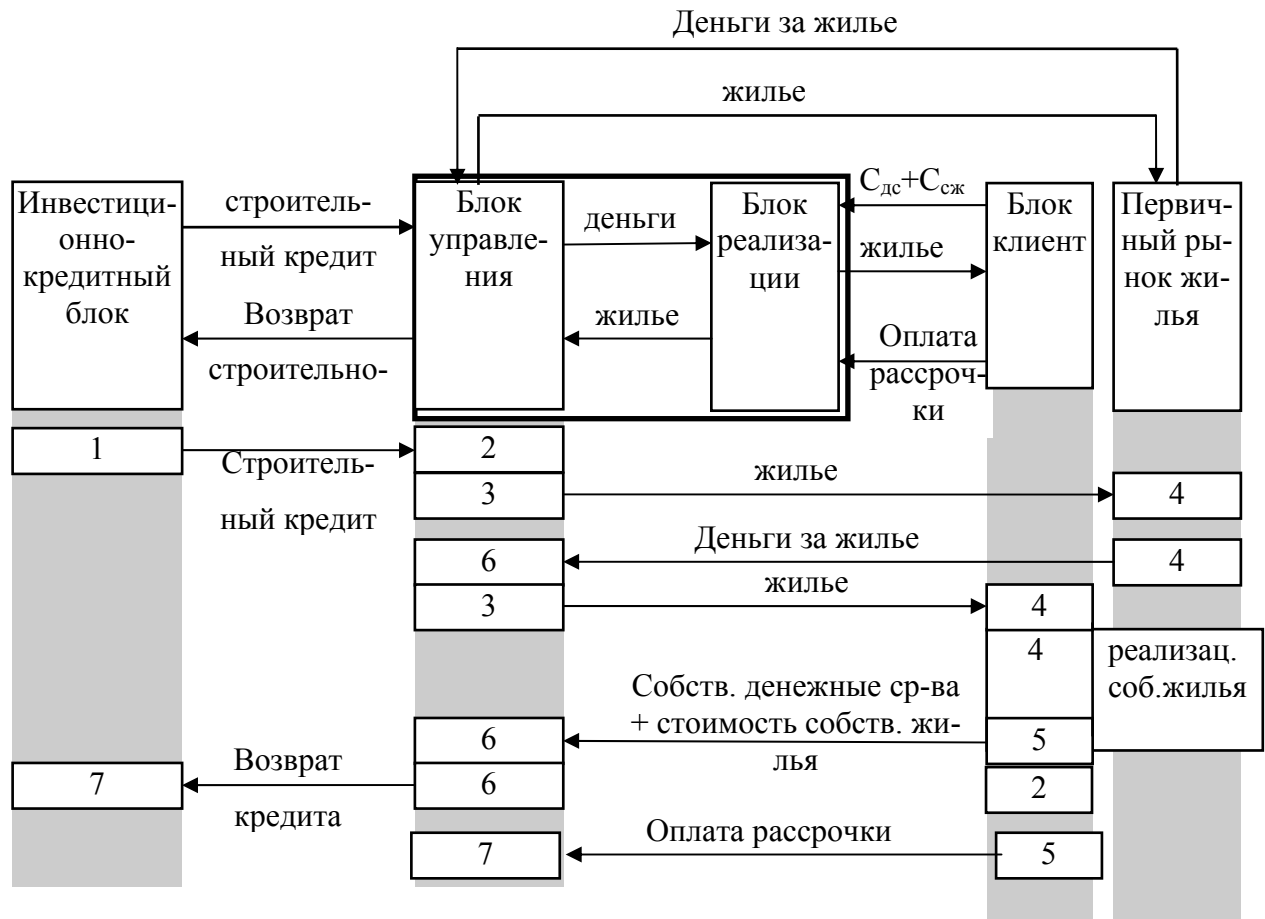 Деньги за жилье
жилье
Инвестици-
онно-
кредитный
блок
строитель-
ный кредит
Возврат
строительно-
Блок
управле-
ния
деньги
жилье
Блок
реализа-
ции
Сдс+Ссж
жилье
Оплата
рассроч-
ки
Блок
клиент
Первич-
ный ры-
нок жи-
лья
1
Строитель-
ный кредит
2
3
жилье
4
6
Деньги за жилье
4
3
жилье
4
4
реализац.
соб.жилья
Собств. денежные ср-ва
+ стоимость собств. жи-
лья
6
5
7
Возврат
кредита
6
2
7
Оплата рассрочки
5